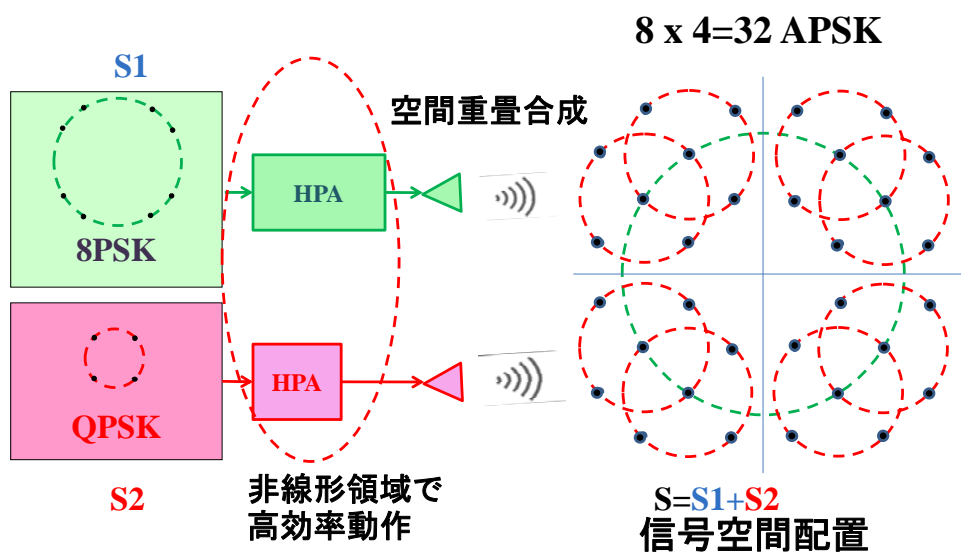 8 x 4=32 APSK
S1
空間重畳合成
HPA
8PSK
HPA
QPSK
S2
非線形領域で
高効率動作
S=S1+S2
信号空間配置